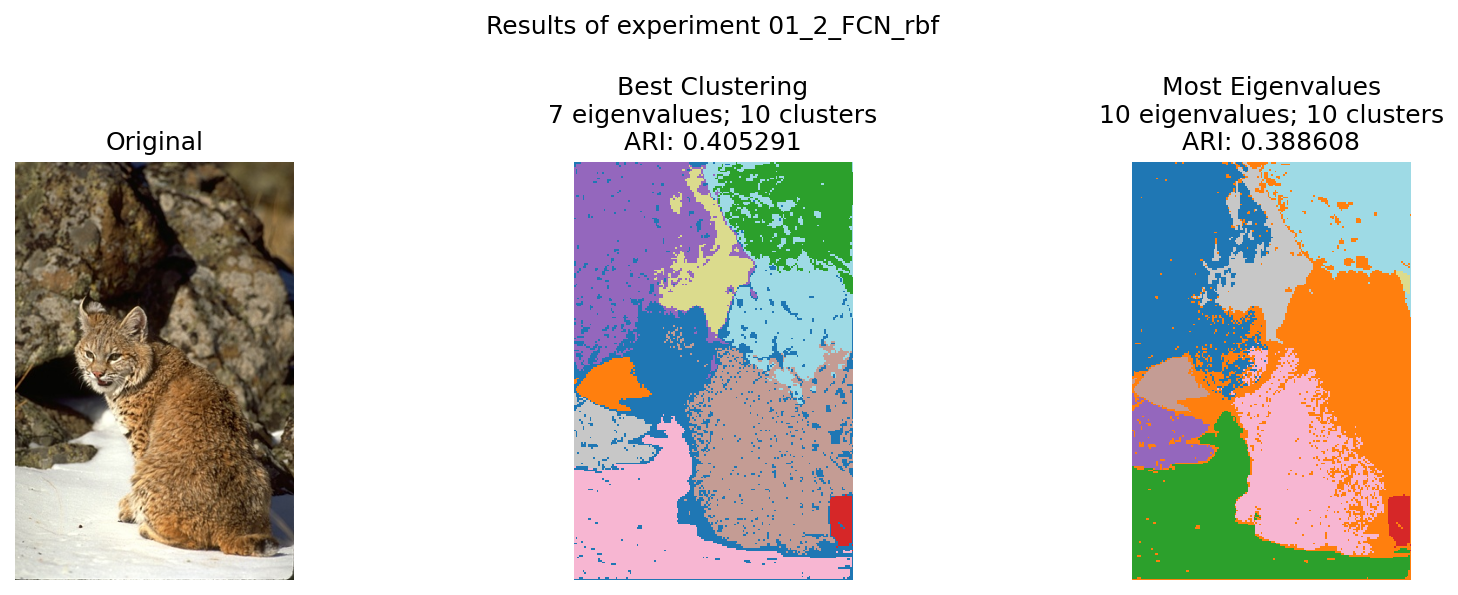 Results of experiment 01_2_FCN_rbf
Original
Best Clustering
7 eigenvalues; 10 clusters
ARI: 0.405291
Most Eigenvalues
10 eigenvalues; 10 clusters
ARI: 0.388608